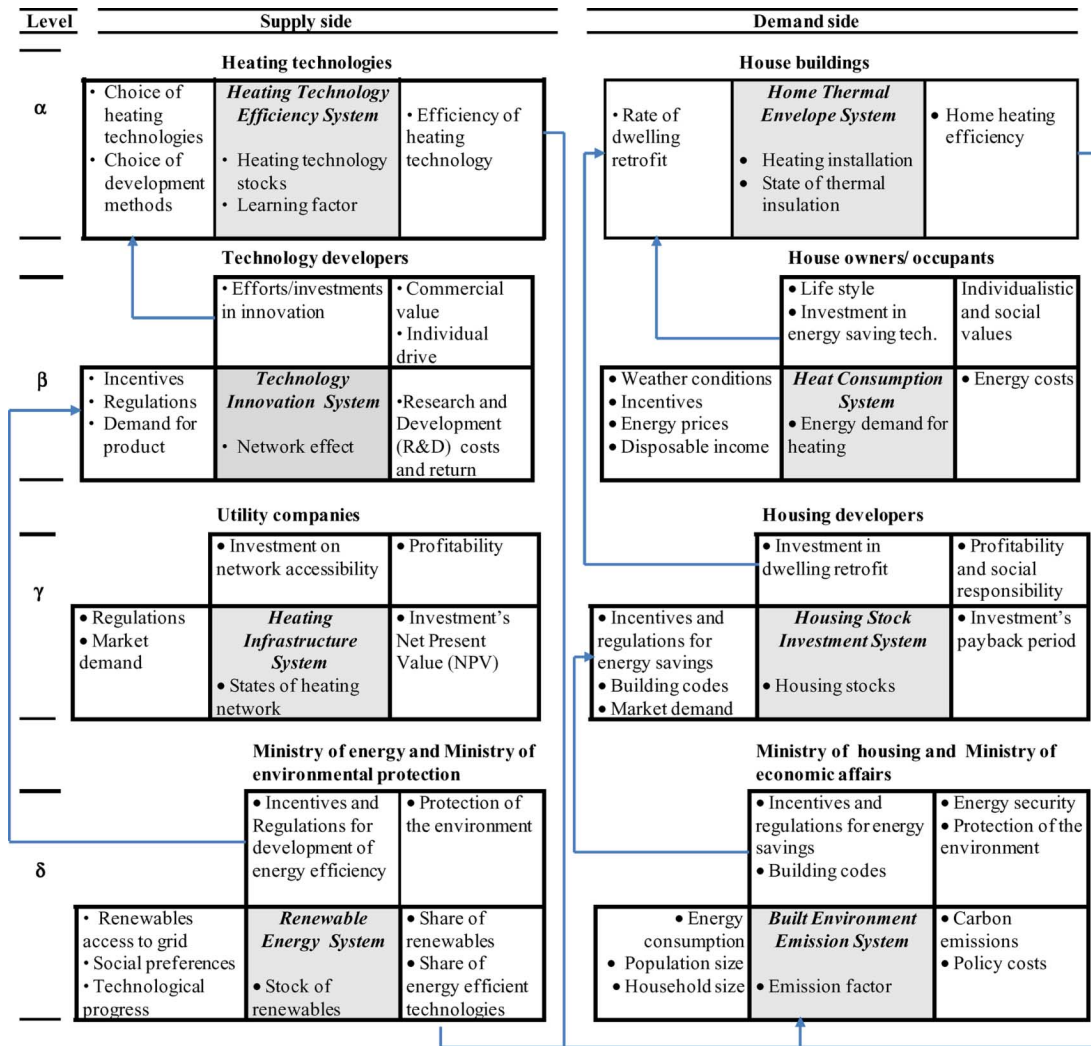 Level
Supply side
Demand side
α
Heating technologies
• Choice of
heating
technologies
• Choice of
development
methods
Heating Technology
Efficiency System
• Heating technology
stocks
• Learning factor
• Efficiency of
heating
technology
House buildings
• Rate of
dwelling
retrofit
Home Thermal
Envelope System
• Heating installation
• State of thermal
insulation
• Home heating
efficiency
β
Technology developers
• Efforts/investments
in innovation
• Commercial
value
• Individual
drive
• Incentives
• Regulations
• Demand for
product
Technology
Innovation System
• Network effect
•Research and
Development
(R&D) costs
and return
House owners/ occupants
• Life style
• Investment in
energy saving tech.
Individualistic
and social
values
• Weather conditions
• Incentives
• Energy prices
• Disposable income
Heat Consumption
System
• Energy demand for
heating
• Energy costs
γ
Utility companies
• Investment on
network accessibility
• Profitability
• Regulations
• Market
demand
Heating
Infrastructure
System
• States of heating
network
• Investment's
Net Present
Value (NPV)
Housing developers
• Investment in
dwelling retrofit
• Profitability
and social
responsibility
• Incentives and
regulations for
energy savings
• Building codes
• Market demand
Housing Stock
Investment System
• Housing stocks
• Investment's
payback period
δ
Ministry of energy and Ministry of
environmental protection
• Incentives and
Regulations for
development of
energy efficiency
• Protection of
the environment
• Renewables
access to grid
• Social preferences
• Technological
progress
Renewable
Energy System
• Stock of
renewables
• Share of
renewables
• Share of
energy efficient
technologies
Ministry of housing and Ministry of
economic affairs
• Incentives and
regulations for energy
savings
• Building codes
• Energy security
• Protection of the
environment
• Energy
consumption
• Population size
• Household size
Built Environment
Emission System
• Emission factor
• Carbon
emissions
• Policy costs